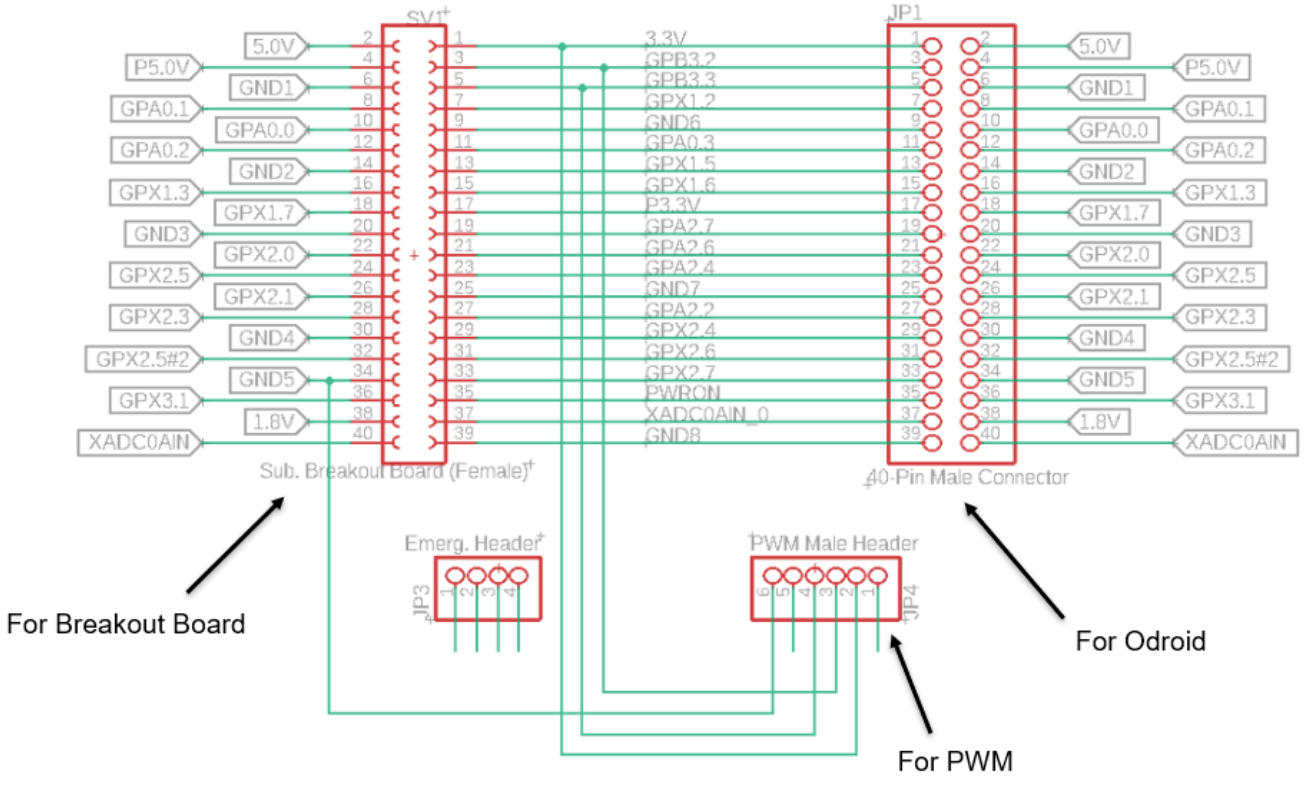 SV1 JP1
5.0V 2 1 3.3V 1 2 5.0V
P5.0V 4 3 GPB3.2 3 4 P5.0V
GND1 6 5 GPB3.3 5 6 GND1
GPA0.1 8 7 GPX1.2 7 8 GPA0.1
GPA0.0 10 9 GND6 9 10 GPA0.0
GPA0.2 12 11 GPA0.3 11 12 GPA0.2
GND2 14 13 GPX1.5 13 14 GND2
GPX1.3 16 15 GPX1.6 15 16 GPX1.3
GPX1.7 18 17 P3.3V 17 18 GPX1.7
GND3 20 19 GPA2.7 19 20 GND3
GPX2.0 22 21 GPA2.6 21 22 GPX2.0
GPX2.5 24 23 GPA2.4 23 24 GPX2.5
GPX2.1 26 25 GND7 25 26 GPX2.1
GPX2.3 28 27 GPA2.2 27 28 GPX2.3
GND4 30 29 GPX2.4 29 30 GND4
GPX2.5#2 32 31 GPX2.6 31 32 GPX2.5#2
GND5 34 33 GPX2.7 33 34 GND5
GPX3.1 36 35 PWRON 35 36 GPX3.1
1.8V 38 37 XADC0AIN_0 37 38 1.8V
XADC0AIN 40 39 GND8 39 40 XADC0AIN
Sub. Breakout Board (Female) 40-Pin Male Connector
Emerg. Header PWM Male Header
JP3 1 2 3 4 6 5 4 3 2 1 JP4
For Breakout Board
For Odroid
For PWM